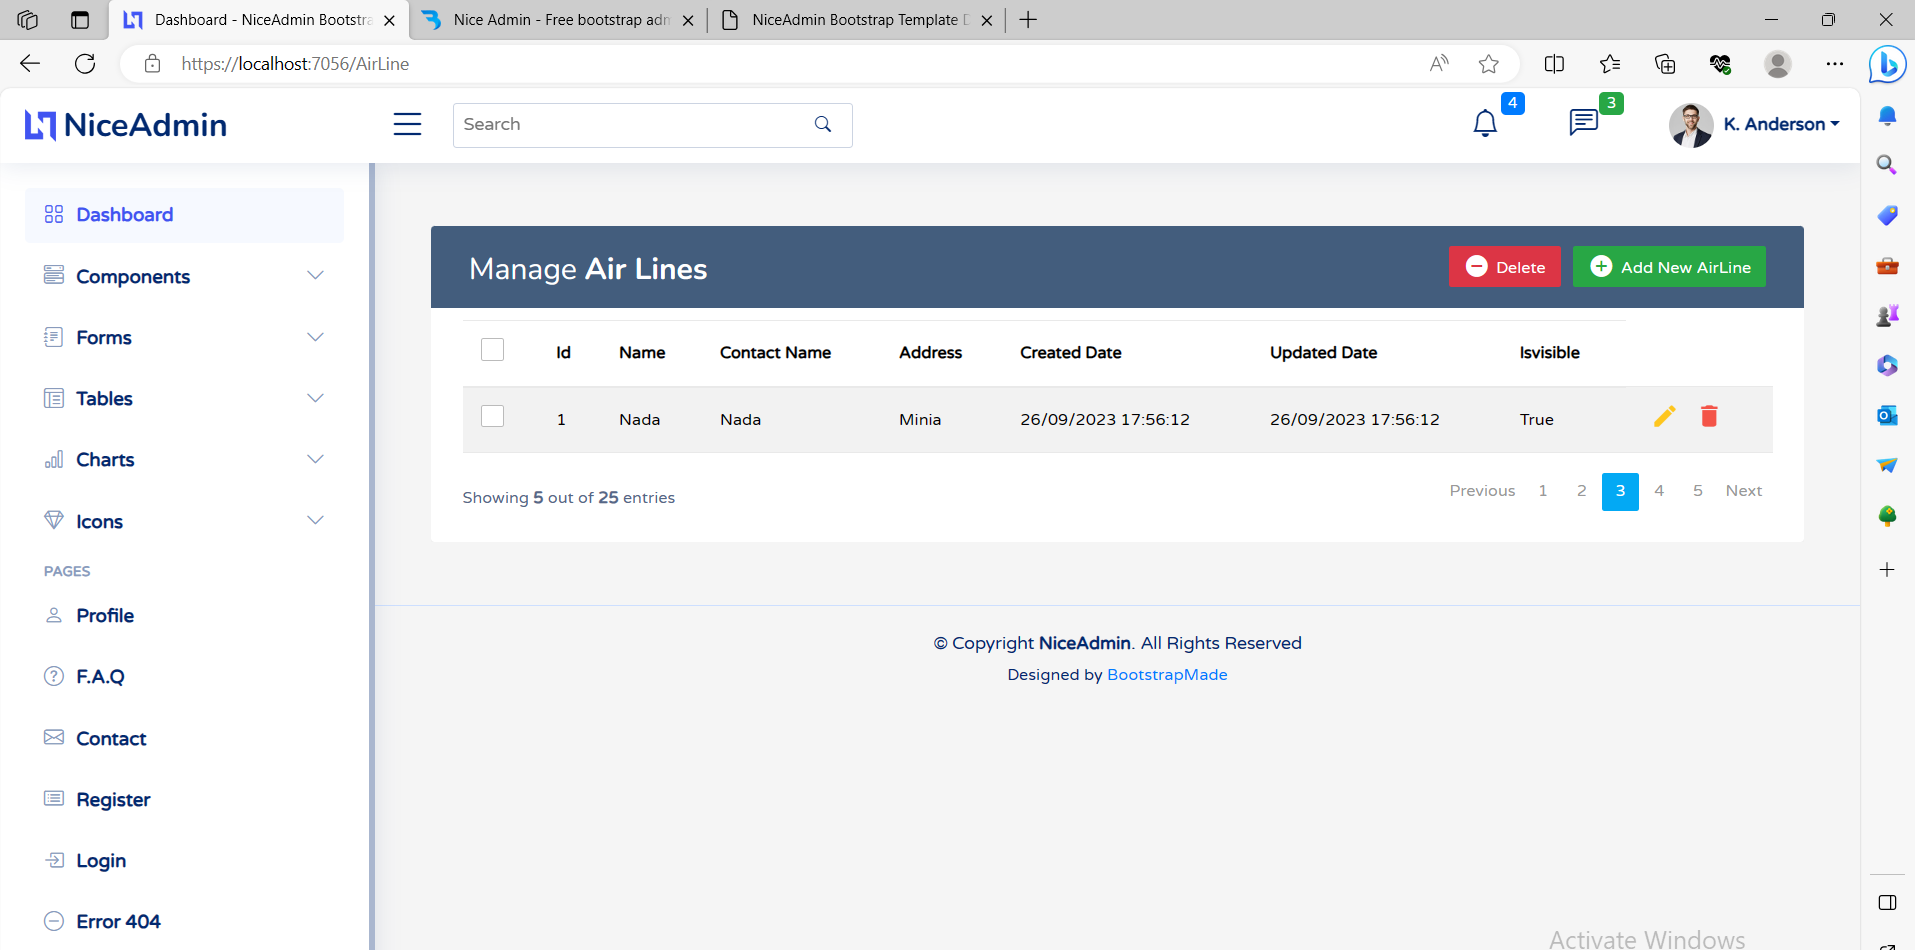 Dashboard - NiceAdmin Bootstra
Nice Admin - Free bootstrap adm
NiceAdmin Bootstrap Template D
https://localhost:7056/AirLine
NiceAdmin
Search
4
3
K. Anderson
Dashboard
Components
Forms
Tables
Charts
Icons
PAGES
Profile
F.A.Q
Contact
Register
Login
Error 404
Manage Air Lines
Delete
Add New AirLine
Id Name Contact Name Address Created Date Updated Date Isvisible
1 Nada Nada Minia 26/09/2023 17:56:12 26/09/2023 17:56:12 True
Showing 5 out of 25 entries
Previous 1 2 3 4 5 Next
© Copyright NiceAdmin. All Rights Reserved
Designed by BootstrapMade
Activate Windows